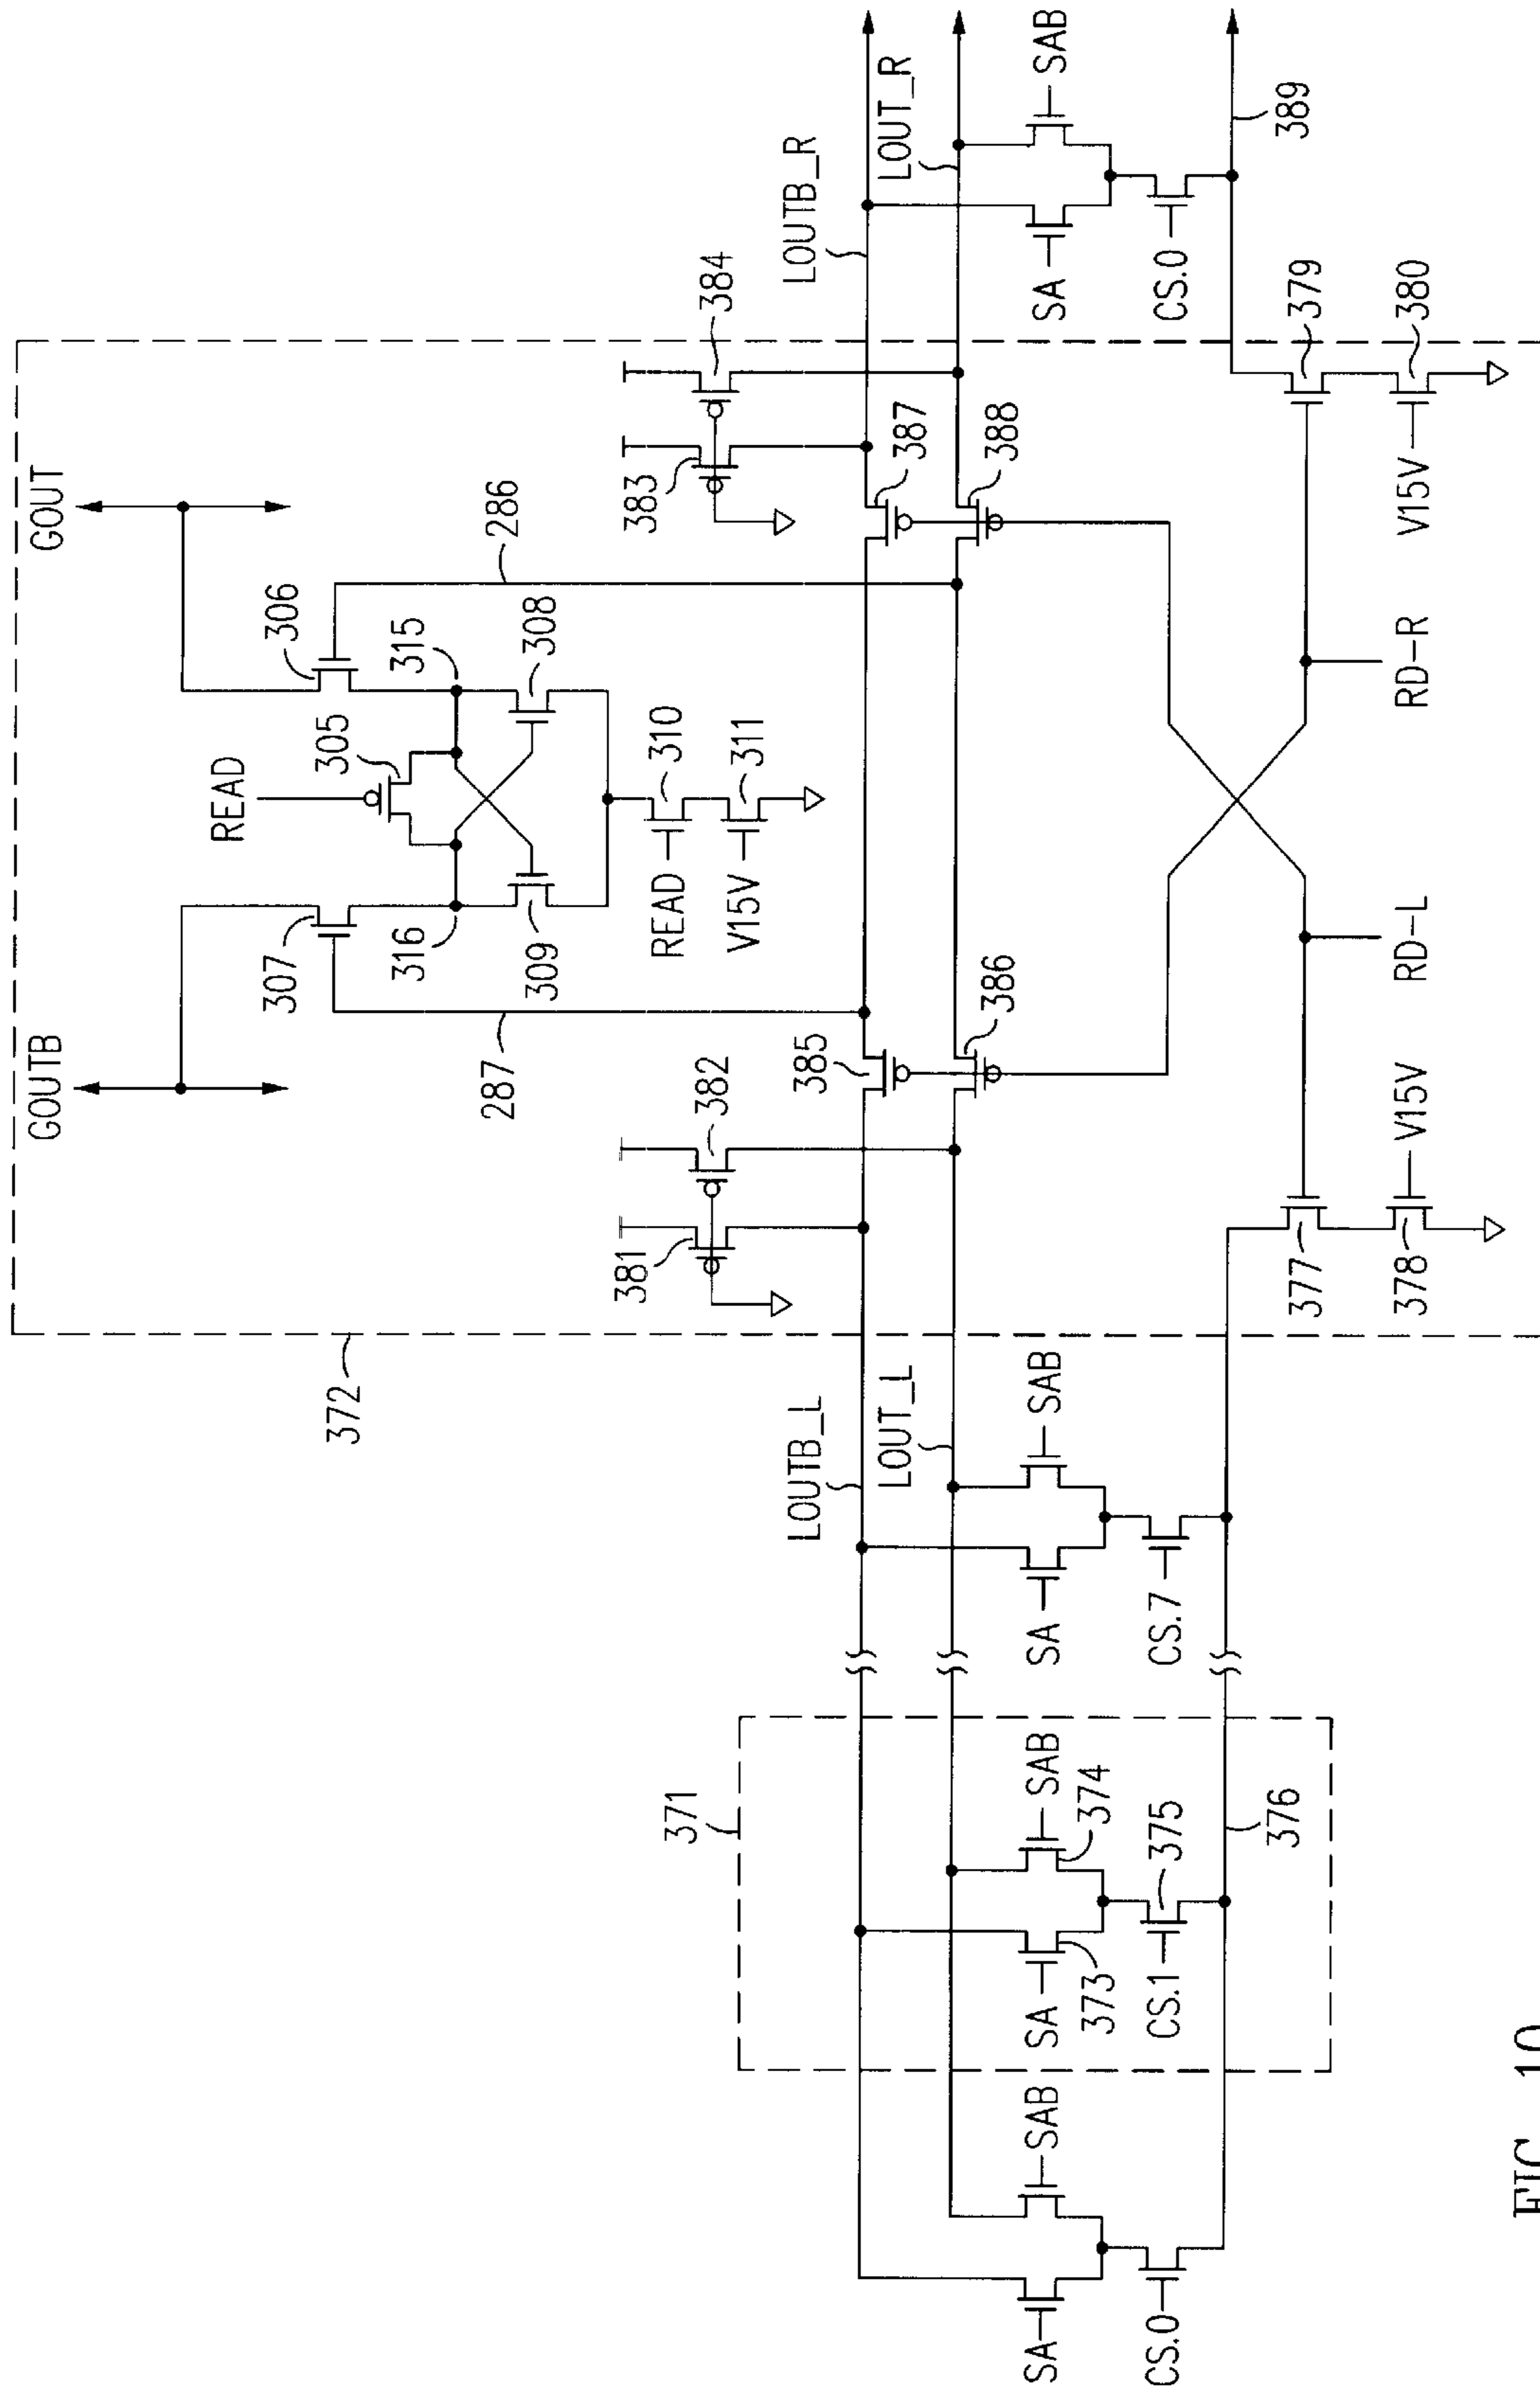 GOUTB
GOUT
READ
307
305
306
316
315
309
308
READ
310
V15V
311
287
286
372
381
382
383
384
385
386
387
388
LOUTB_L
LOUT_L
LOUTB_R
LOUT_R
371
SA
SAB
CS.0
SA
SAB
373
374
CS.1
375
376
SA
SAB
CS.7
SA
SAB
CS.0
389
377
378
V15V
RD-L
RD-R
379
380
V15V
FIG. 10